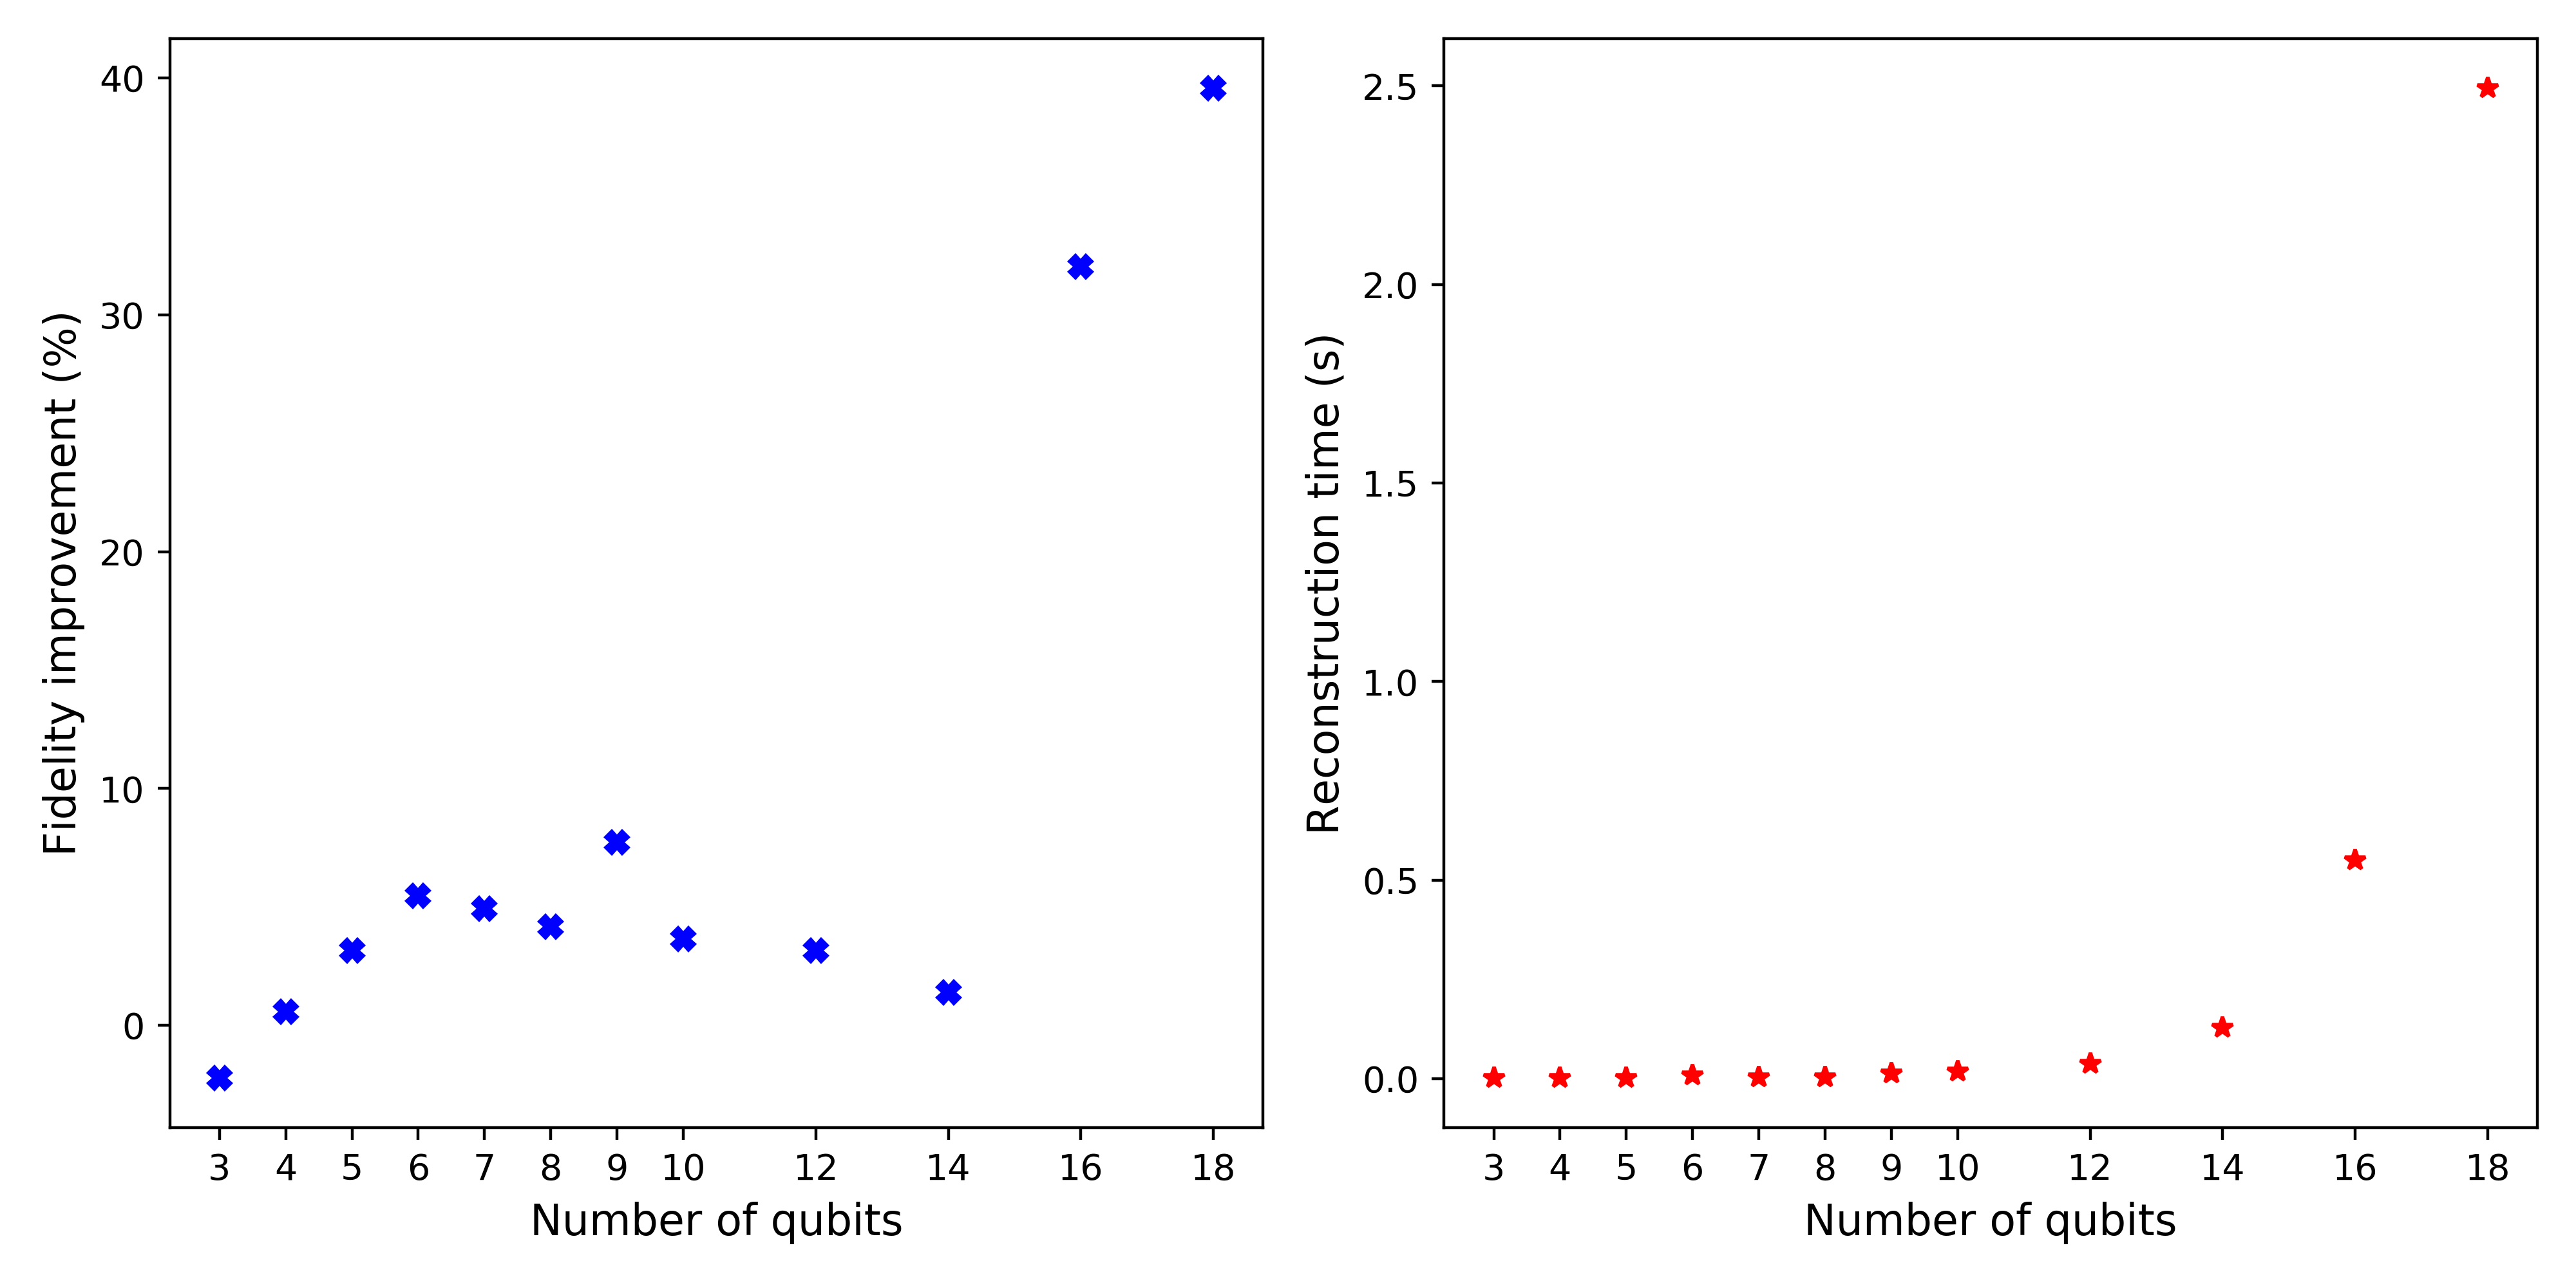 Fidelity improvement (%)
40
30
20
10
0
3 4 5 6 7 8 9 10 12 14 16 18
Number of qubits
Reconstruction time (s)
2.5
2.0
1.5
1.0
0.5
0.0
3 4 5 6 7 8 9 10 12 14 16 18
Number of qubits